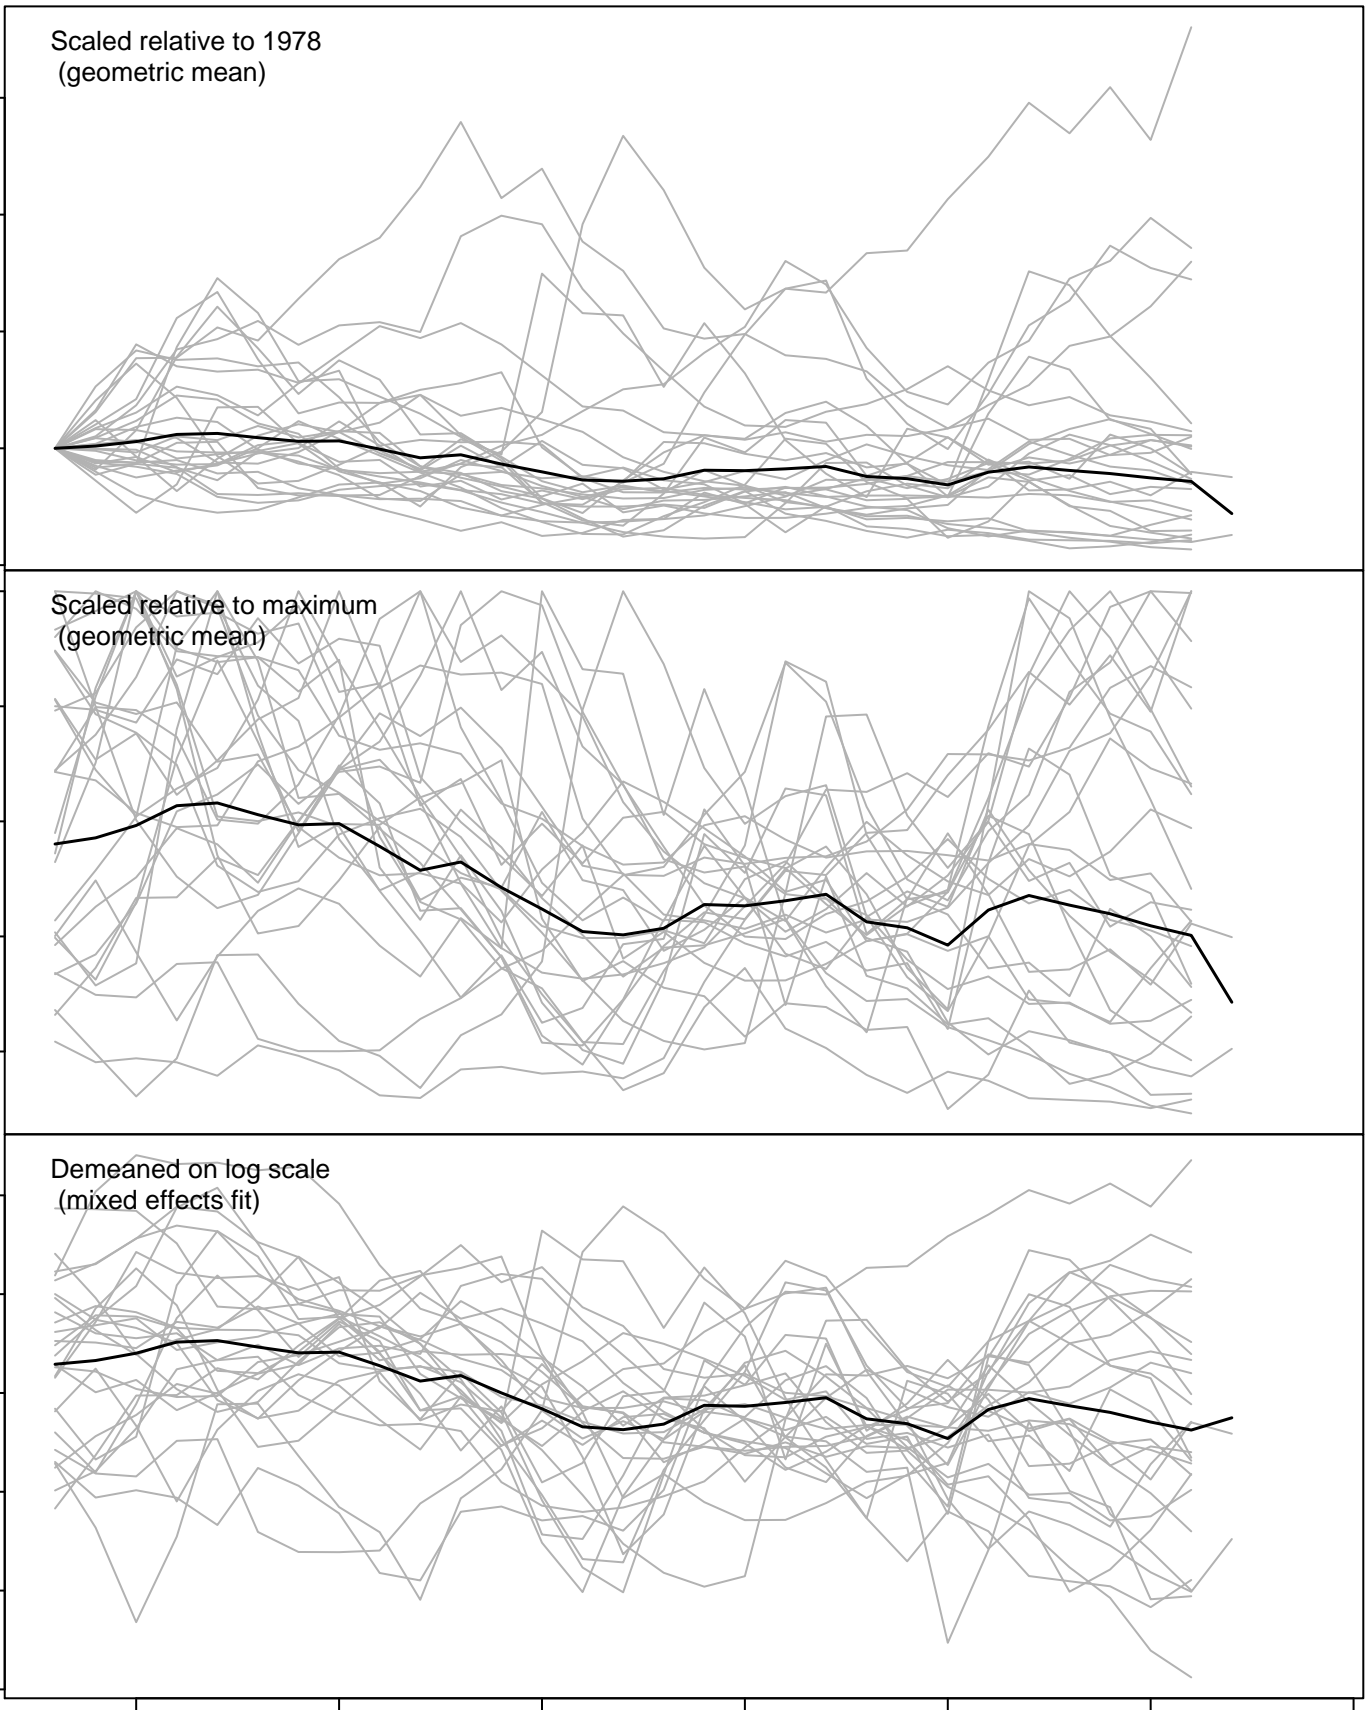 Scaled relative to 1978
(geometric mean)
Scaled relative to maximum
(geometric mean)
Demeaned on log scale
(mixed effects fit)